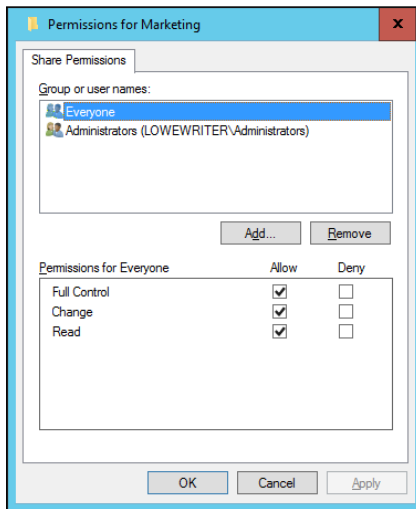 Permissions for Marketing
x
Share Permissions
Group or user names:
Everyone
Administrators (LOWEWRITER\Administrators)
Add... Remove
Permissions for Everyone Allow Deny
Full Control
Change
Read
OK Cancel Apply